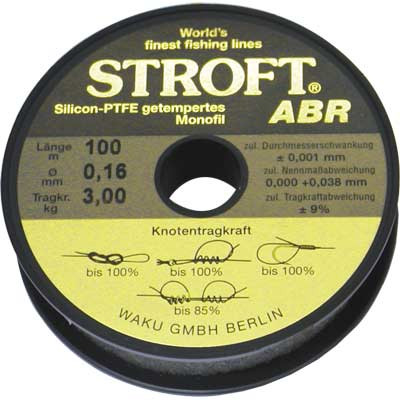 World's
finest fishing lines
STROFT®
ABR
Silicon-PTFE getempertes
Monofil
Länge
m
100
Ø
mm
0,16
Tragkr.
kg
3,00
zul. Durchmesserschwankung
± 0,001 mm
zul. Nennmaßabweichung
0,000 +0,038 mm
zul. Tragkraftabweichung
± 9%
Knotentragkraft
bis 100%
bis 100%
bis 100%
bis 85%
WAKU GMBH BERLIN